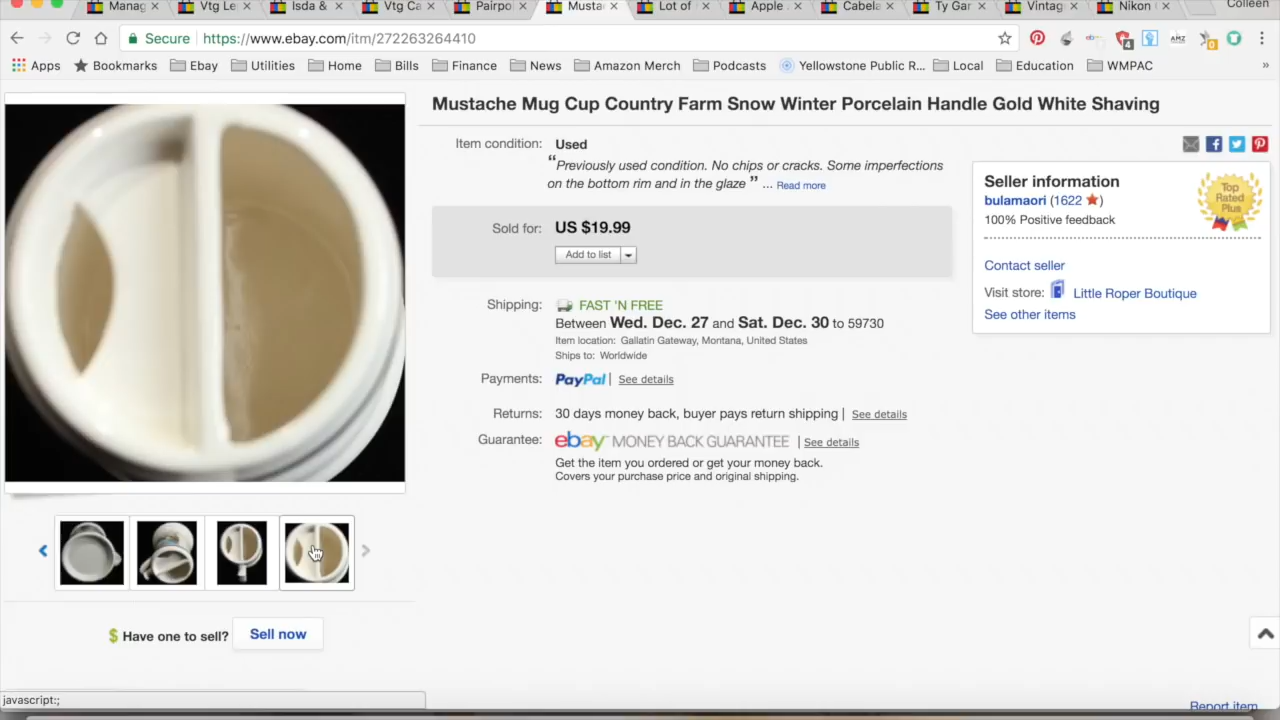 Manag
Vtg Le
Isda &
Vtg Ca
Pairpoi
Musta
Lot of
Apple
Cabela
Ty Gar
Vintag
Nikon
Colleen
Secure
https://www.ebay.com/itm/272263264410
4
AMZ
0
Apps
Bookmarks
Ebay
Utilities
Home
Bills
Finance
News
Amazon Merch
Podcasts
Yellowstone Public R...
Local
Education
WMPAC
»
Mustache Mug Cup Country Farm Snow Winter Porcelain Handle Gold White Shaving
Item condition: Used
“Previously used condition. No chips or cracks. Some imperfections
on the bottom rim and in the glaze ” ... Read more
Sold for: US $19.99
Add to list
Shipping: FAST 'N FREE
Between Wed. Dec. 27 and Sat. Dec. 30 to 59730
Item location: Gallatin Gateway, Montana, United States
Ships to: Worldwide
Payments: PayPal | See details
Returns: 30 days money back, buyer pays return shipping | See details
Guarantee: ebay MONEY BACK GUARANTEE | See details
Get the item you ordered or get your money back.
Covers your purchase price and original shipping.
Seller information
bulamaori (1622 )
100% Positive feedback
Top
Rated
Plus
Contact seller
Visit store: Little Roper Boutique
See other items
$ Have one to sell? Sell now
javascript:;
Report item